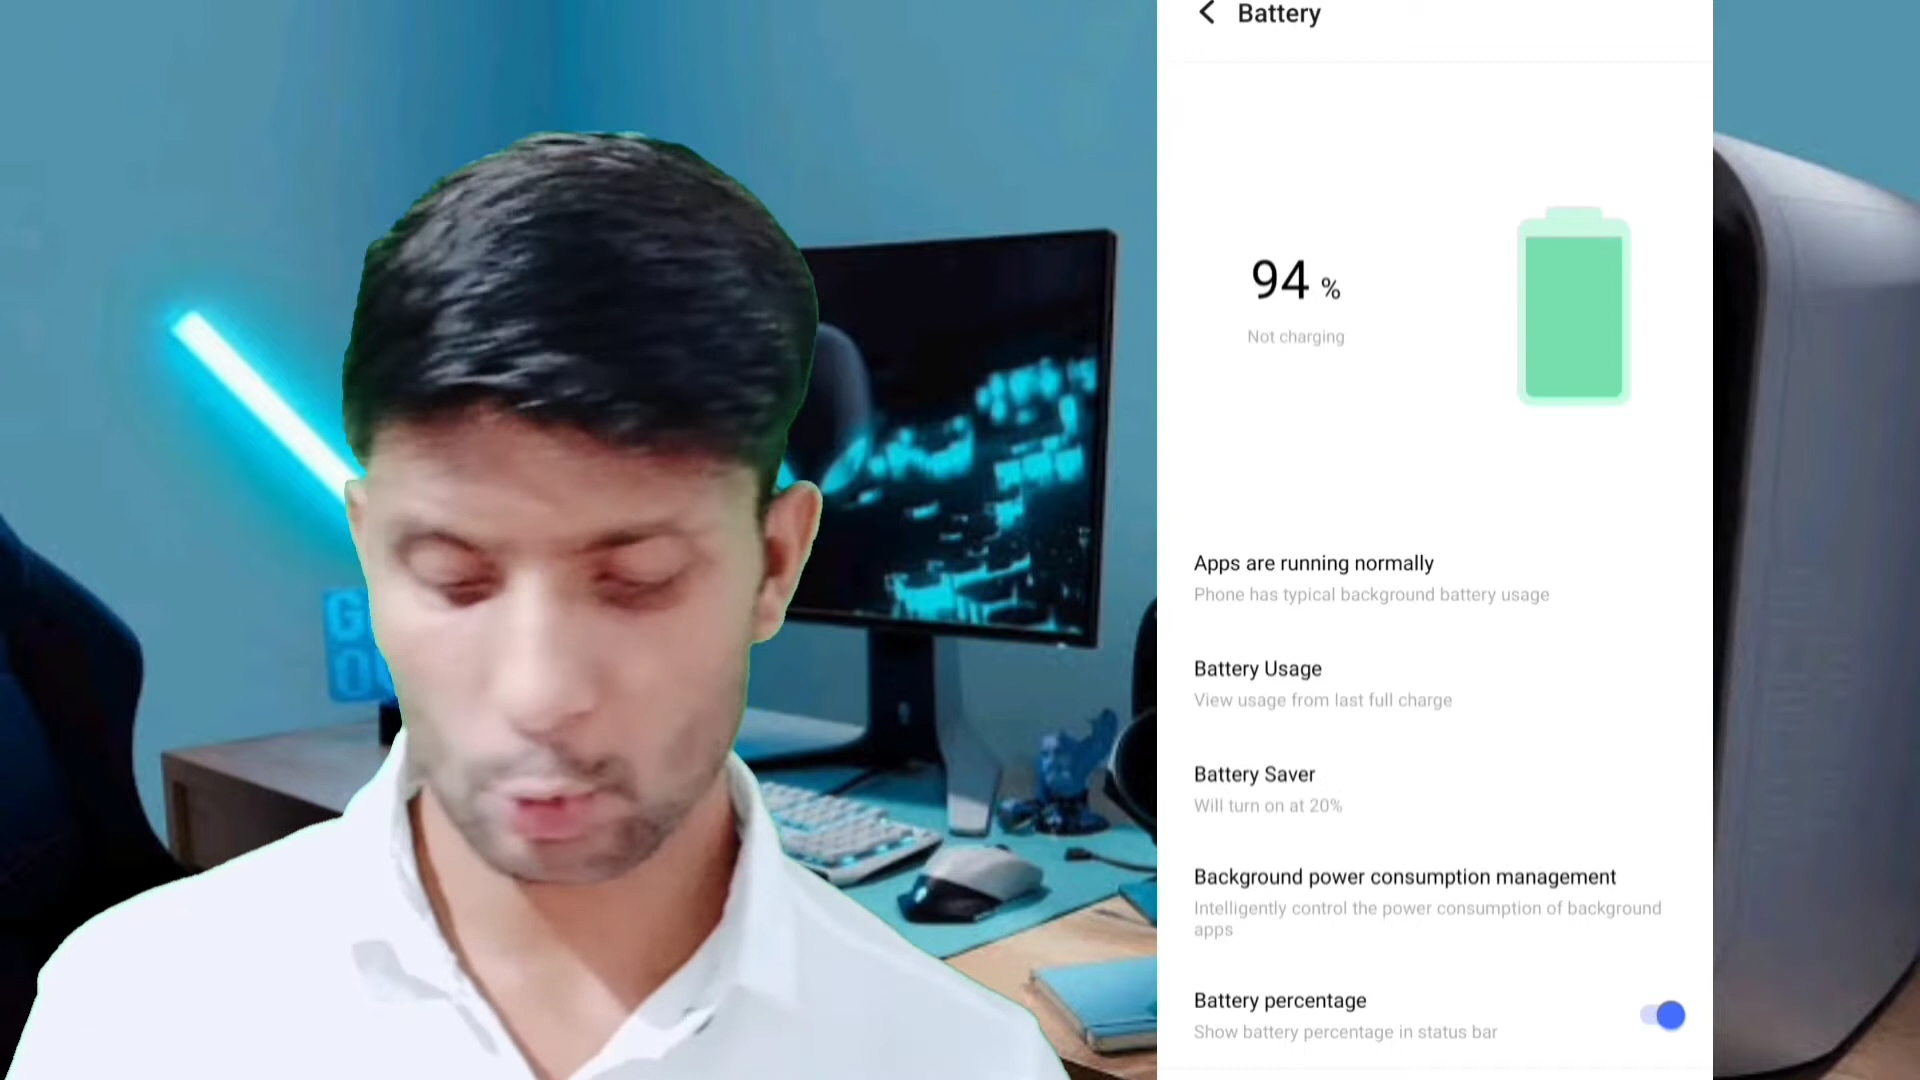 Battery
94 %
Not charging
Apps are running normally
Phone has typical background battery usage
Battery Usage
View usage from last full charge
Battery Saver
Will turn on at 20%
Background power consumption management
Intelligently control the power consumption of background
apps
Battery percentage
Show battery percentage in status bar